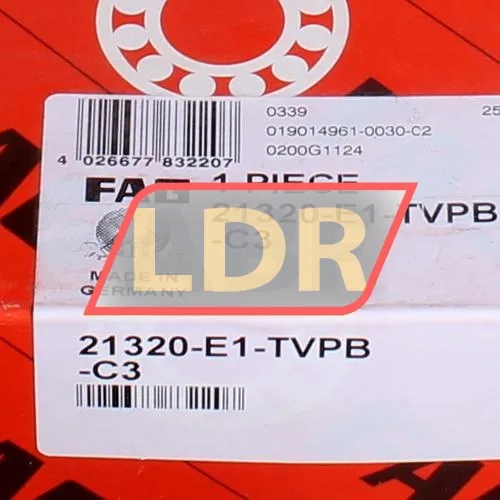 0339
25
019014961-0030-C2
0200G1124
4 026677 832207
FAG 1 PIECE
21320-E1-TVPB
-C3
LDR
MADE IN
GERMANY
21320-E1-TVPB
-C3